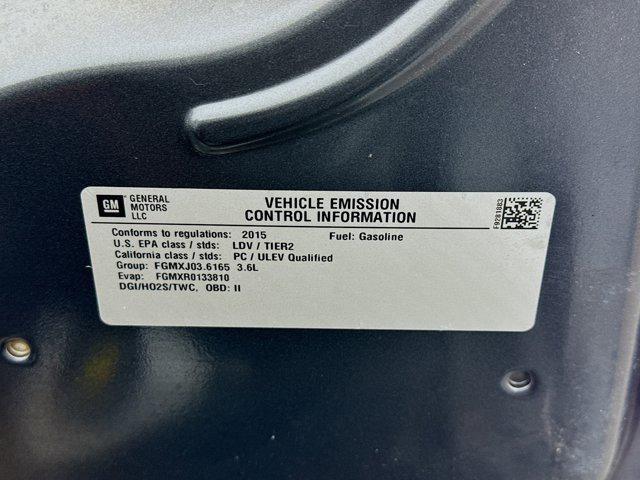 GM
GENERAL
MOTORS
LLC
VEHICLE EMISSION
CONTROL INFORMATION
F9281883
Conforms to regulations: 2015 Fuel: Gasoline
U.S. EPA class / stds: LDV / TIER2
California class / stds: PC / ULEV Qualified
Group: FGMXJ03.6165 3.6L
Evap: FGMXR0133810
DGI/HO2S/TWC, OBD: II